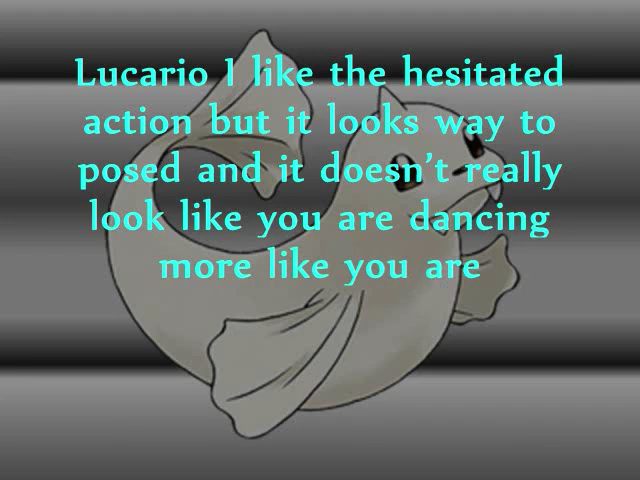 Lucario I like the hesitated
action but it looks way to
posed and it doesn't really
look like you are dancing
more like you are